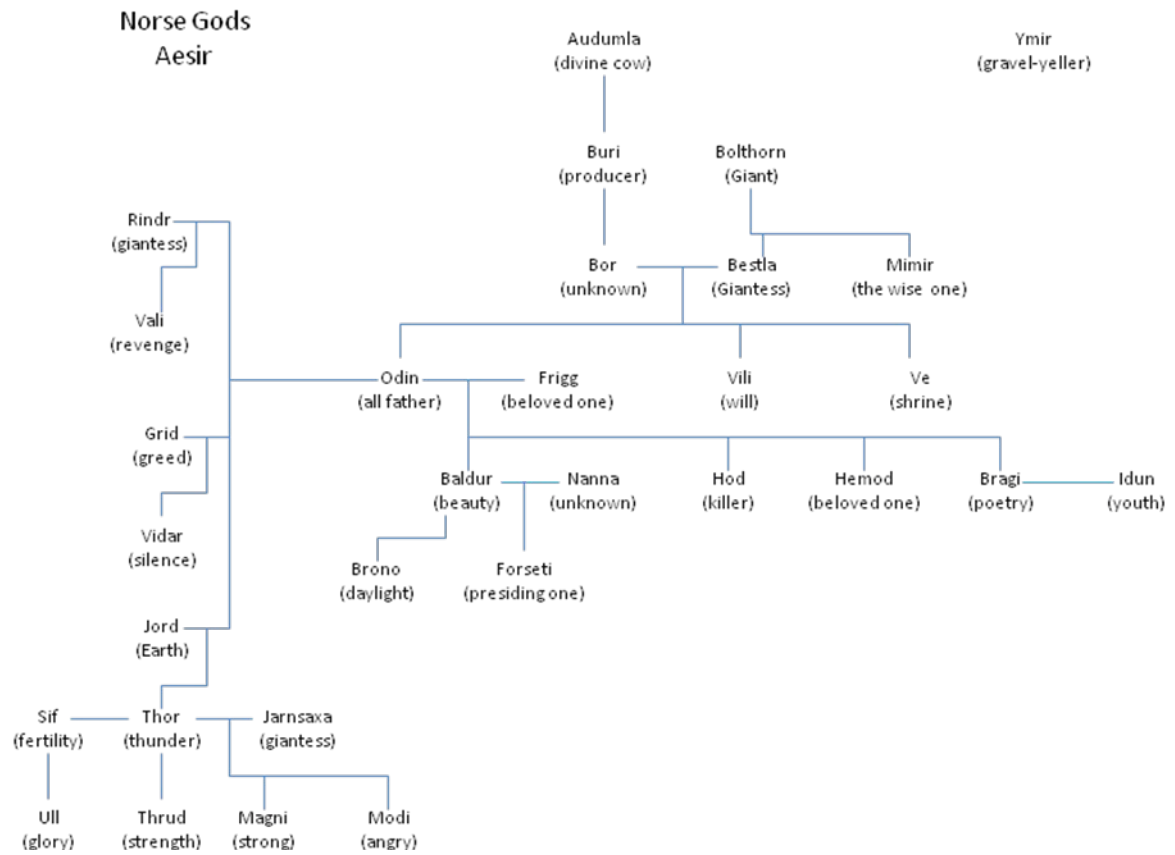 Norse Gods
Aesir
Audumla
(divine cow)
Ymir
(gravel-yeller)
Buri
(producer)
Bolthorn
(Giant)
Rindr
(giantess)
Bor
(unknown)
Bestla
(Giantess)
Mimir
(the wise one)
Vali
(revenge)
Odin
(all father)
Frigg
(beloved one)
Vili
(will)
Ve
(shrine)
Grid
(greed)
Baldur
(beauty)
Nanna
(unknown)
Hod
(killer)
Hemod
(beloved one)
Bragi
(poetry)
Idun
(youth)
Vidar
(silence)
Brono
(daylight)
Forseti
(presiding one)
Jord
(Earth)
Sif
(fertility)
Thor
(thunder)
Jarnsaxa
(giantess)
Ull
(glory)
Thrud
(strength)
Magni
(strong)
Modi
(angry)